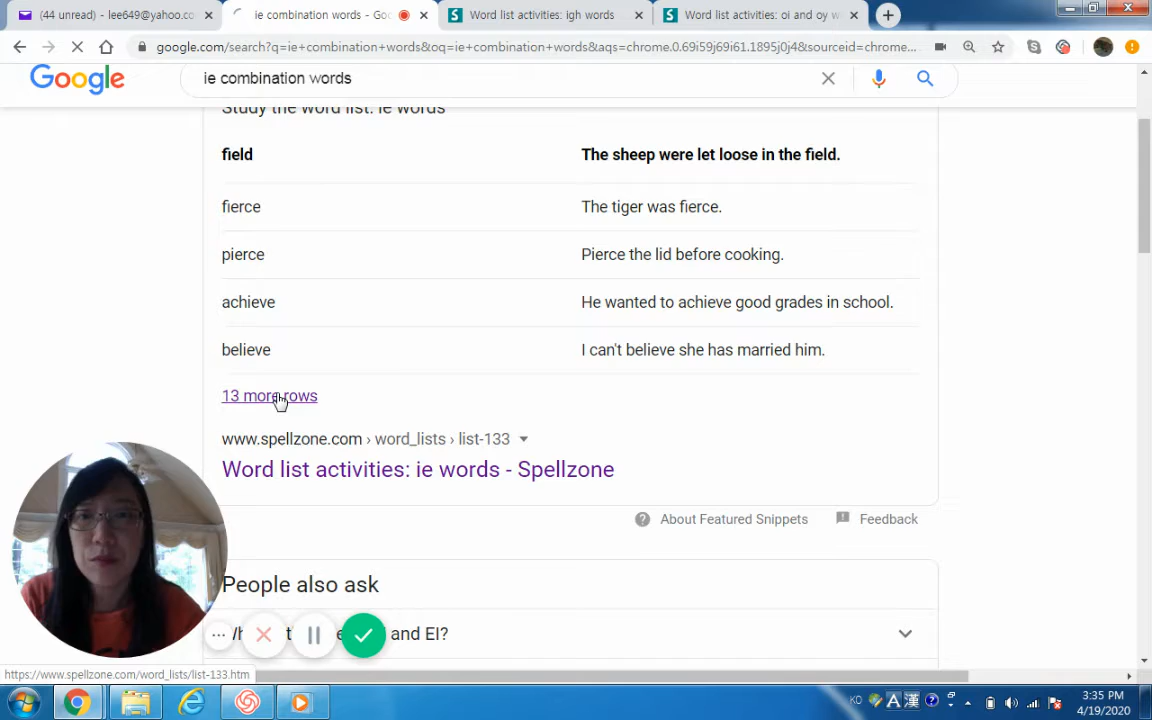 (44 unread) - lee649@yahoo.co
ie combination words - Goo
Word list activities: igh words
Word list activities: oi and oy w
google.com/search?q=ie+combination+words&oq=ie+combination+words&aqs=chrome.0.69i59j69i61.1895j0j4&sourceid=chrome...
Google
ie combination words
Study the word list: ie words
field The sheep were let loose in the field.
fierce The tiger was fierce.
pierce Pierce the lid before cooking.
achieve He wanted to achieve good grades in school.
believe I can't believe she has married him.
13 more rows
www.spellzone.com › word_lists › list-133
Word list activities: ie words - Spellzone
About Featured Snippets
Feedback
People also ask
and EI?
https://www.spellzone.com/word_lists/list-133.htm
KO A 漢
3:35 PM
4/19/2020